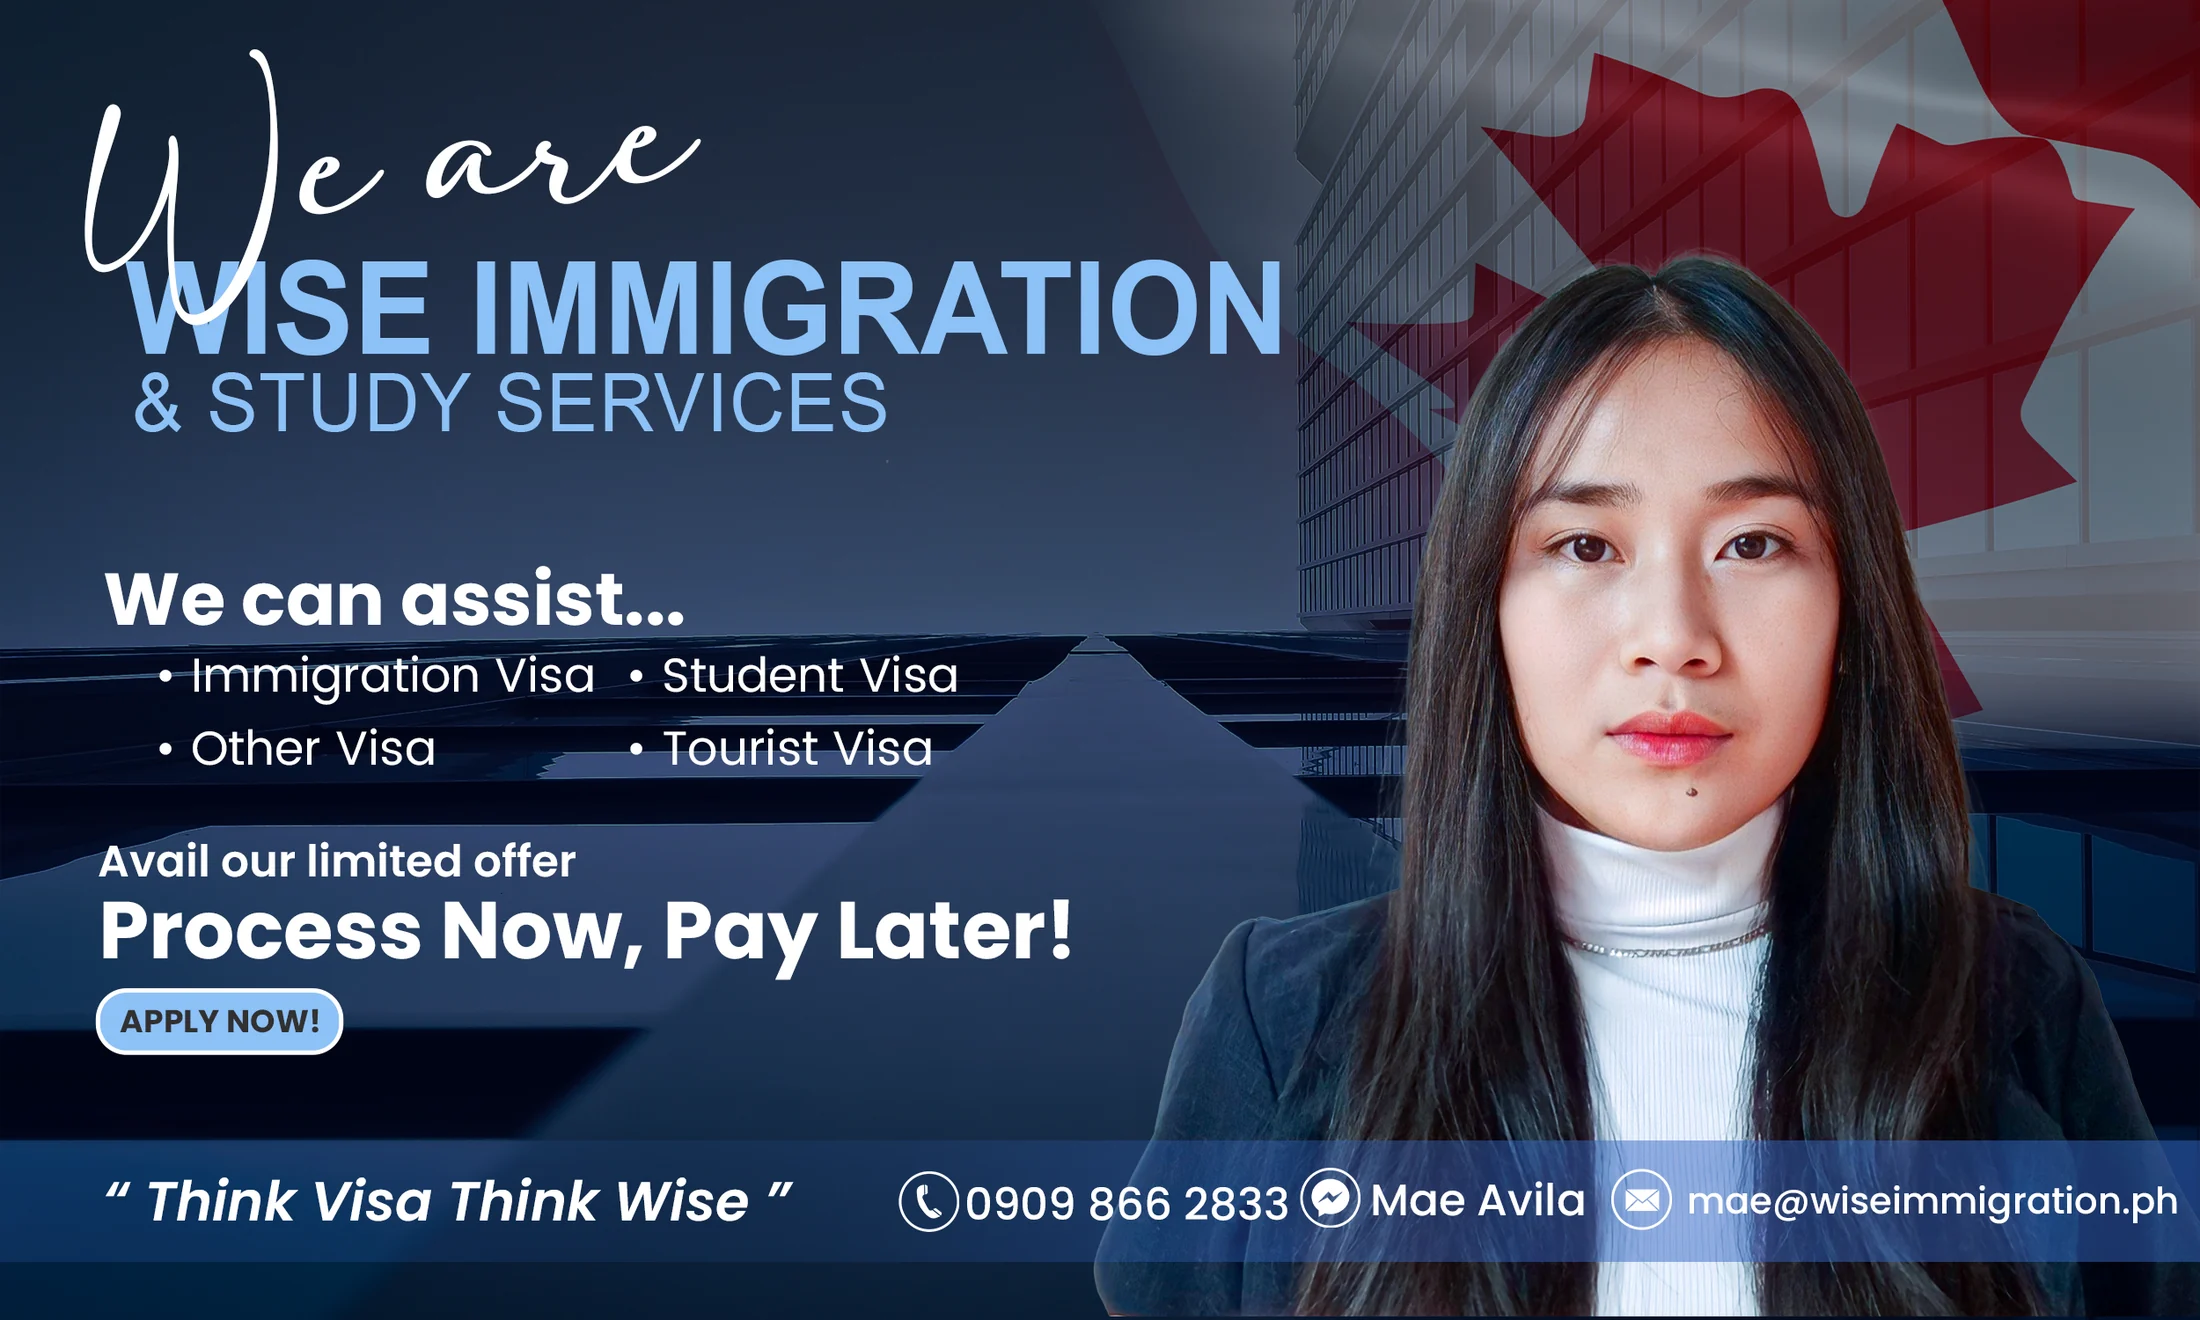 We are
WISE IMMIGRATION
& STUDY SERVICES
We can assist...
• Immigration Visa • Student Visa
• Other Visa • Tourist Visa
Avail our limited offer
Process Now, Pay Later!
APPLY NOW!
“ Think Visa Think Wise ” 0909 866 2833 Mae Avila mae@wiseimmigration.ph